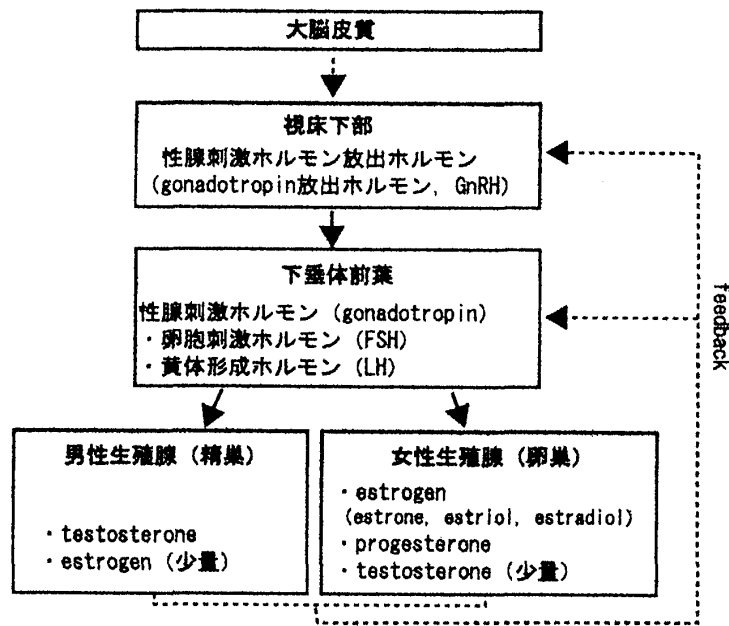 大脳皮質
視床下部
性腺刺激ホルモン放出ホルモン
(gonadotropin放出ホルモン, GnRH)
下垂体前葉
性腺刺激ホルモン (gonadotropin)
・卵胞刺激ホルモン (FSH)
・黄体形成ホルモン (LH)
feedback
男性生殖腺 (精巣)
・testosterone
・estrogen (少量)
女性生殖腺 (卵巣)
・estrogen
(estrone, estriol, estradiol)
・progesterone
・testosterone (少量)